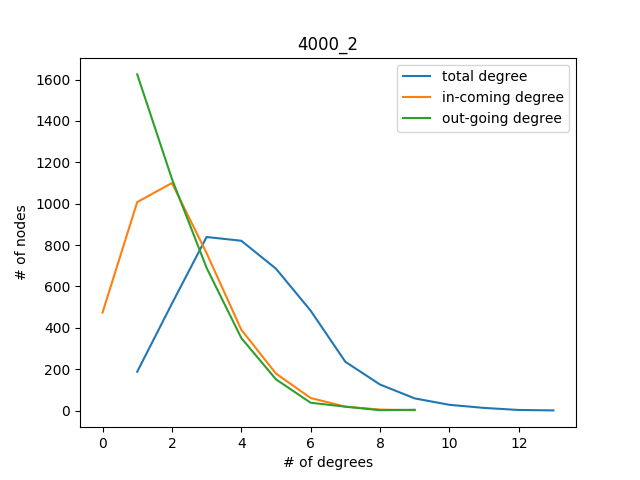 4000_2
total degree
in-coming degree
out-going degree
# of nodes
1600
1400
1200
1000
800
600
400
200
0
0 2 4 6 8 10 12
# of degrees